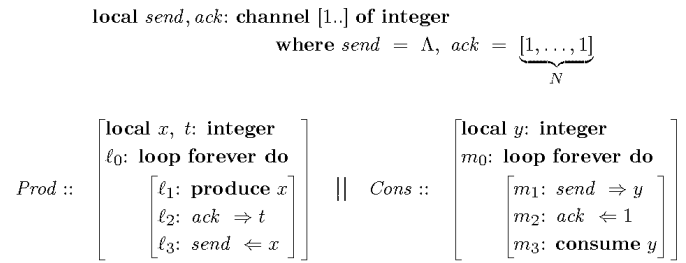 local send, ack: channel [1..] of integer
where send = Λ, ack = [1, . . . , 1]
N
Prod :: local x, t: integer
ℓ0: loop forever do
ℓ1: produce x
ℓ2: ack ⇒ t
ℓ3: send ⇐ x
||
Cons :: local y: integer
m0: loop forever do
m1: send ⇒ y
m2: ack ⇐ 1
m3: consume y